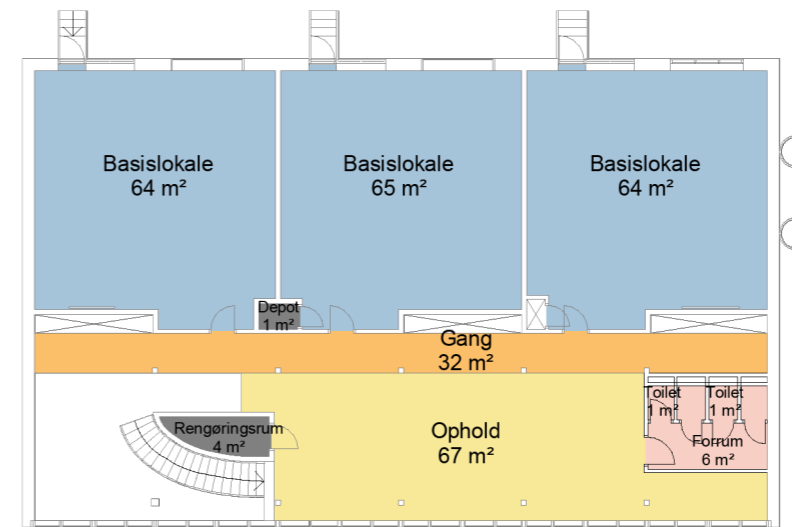 Basislokale
64 m²
Basislokale
65 m²
Basislokale
64 m²
Depot
1 m²
Gang
32 m²
Toilet
1 m²
Toilet
1 m²
Rengøringsrum
4 m²
Ophold
67 m²
Forrum
6 m²